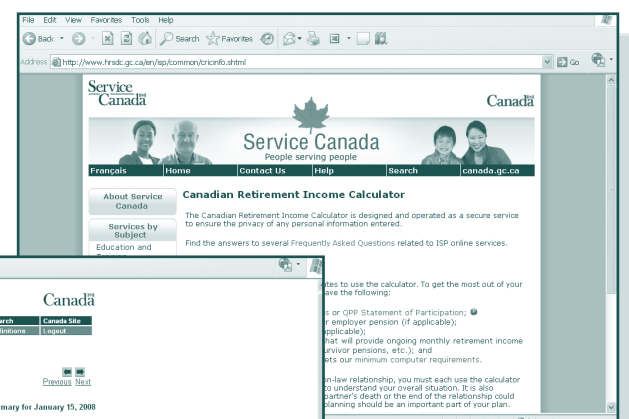 File Edit View Favorites Tools Help
Back Search Favorites
Address http://www.hrsdc.gc.ca/en/isp/common/cricinfo.shtml Go
Service
Canada
Canada
Service Canada
People serving people
Français Home Contact Us Help Search canada.gc.ca
About Service
Canada
Services by
Subject
Education and
Canadian Retirement Income Calculator
The Canadian Retirement Income Calculator is designed and operated as a secure service
to ensure the privacy of any personal information entered.
Find the answers to several Frequently Asked Questions related to ISP online services.
to use the calculator. To get the most out of your
ave the following:
or QPP Statement of Participation;
employer pension (if applicable);
applicable);
hat will provide ongoing monthly retirement income
urvivor pensions, etc.); and
ets our minimum computer requirements.
on-law relationship, you must each use the calculator
to understand your overall situation. It is also
partner's death or the end of the relationship could
planning should be an important part of your plan.
Canada
arch Canada Site
finitions Logout
Previous Next
mary for January 15, 2008